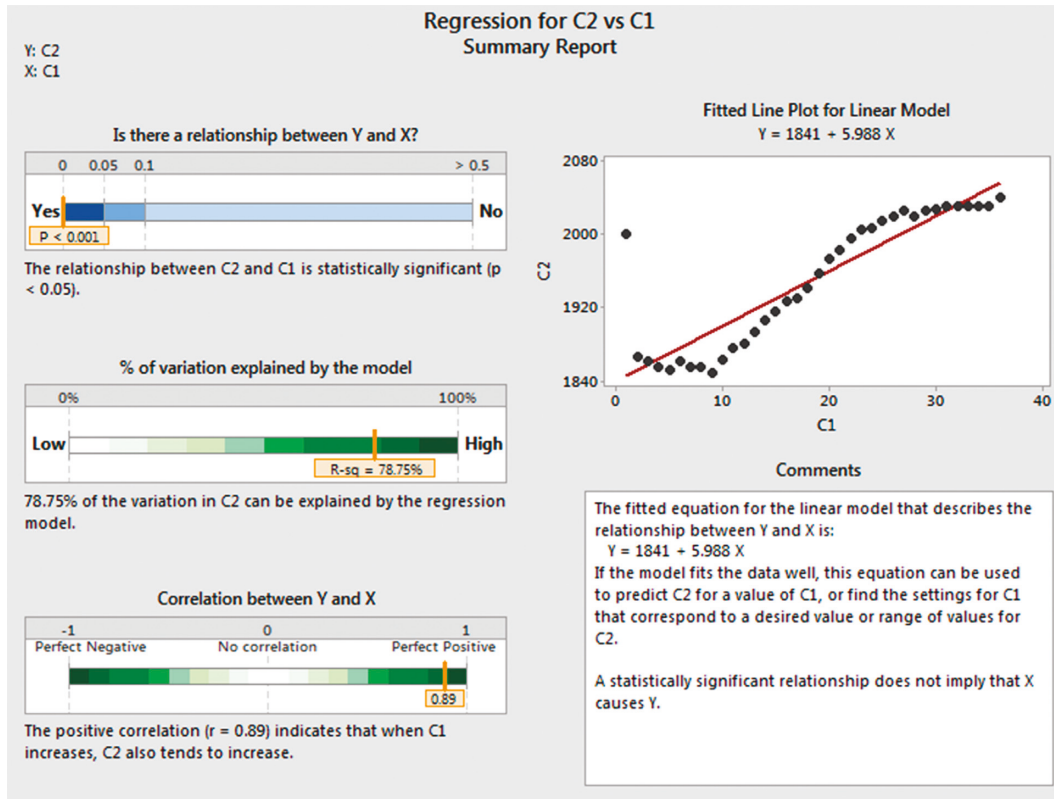 Regression for C2 vs C1
Summary Report
Y: C2
X: C1
Is there a relationship between Y and X?
0 0.05 0.1 > 0.5
Yes No
P < 0.001
The relationship between C2 and C1 is statistically significant (p
< 0.05).
% of variation explained by the model
0% 100%
Low High
R-sq = 78.75%
78.75% of the variation in C2 can be explained by the regression
model.
Correlation between Y and X
-1 0 1
Perfect Negative No correlation Perfect Positive
0.89
The positive correlation (r = 0.89) indicates that when C1
increases, C2 also tends to increase.
Fitted Line Plot for Linear Model
Y = 1841 + 5.988 X
2080
2000
1920
1840
C2
0 10 20 30 40
C1
Comments
The fitted equation for the linear model that describes the
relationship between Y and X is:
Y = 1841 + 5.988 X
If the model fits the data well, this equation can be used
to predict C2 for a value of C1, or find the settings for C1
that correspond to a desired value or range of values for
C2.
A statistically significant relationship does not imply that X
causes Y.